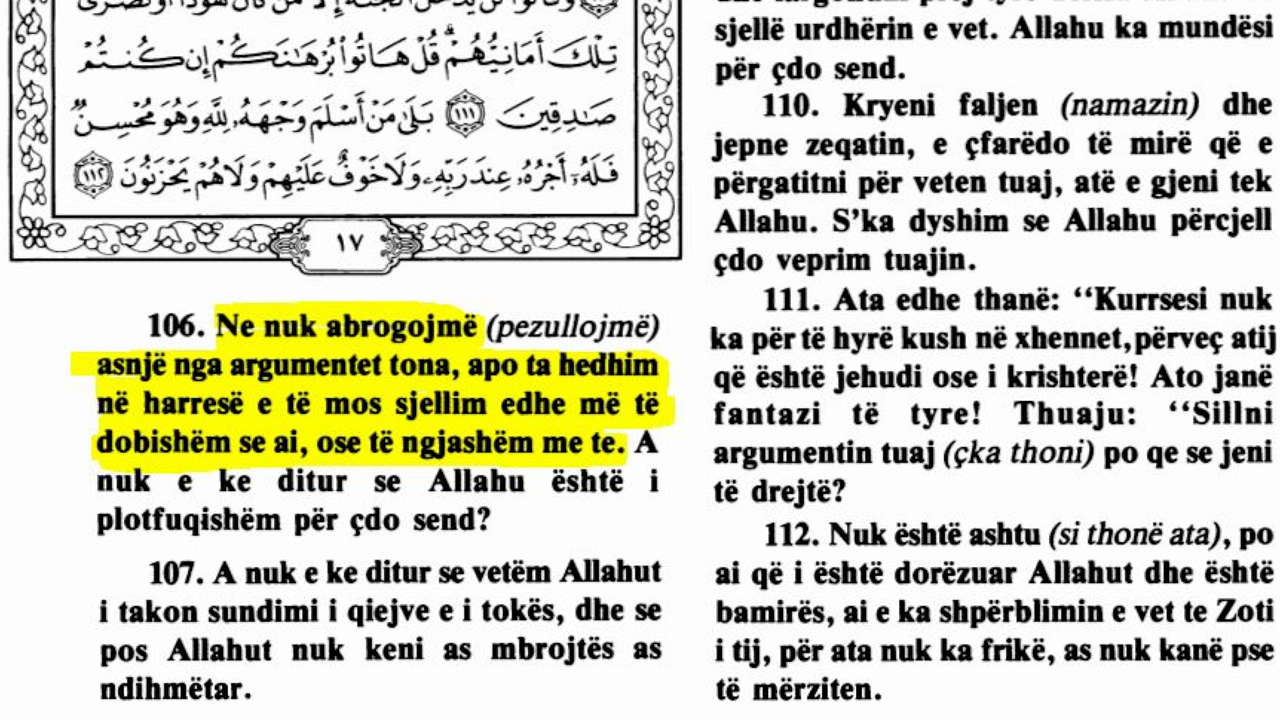 تِلْكَ أَمَانِيُّهُمْ قُلْ هَاتُوا۟ بُرْهَـٰنَكُمْ إِن كُنتُمْ
صَـٰدِقِينَ ١١١ بَلَىٰ مَنْ أَسْلَمَ وَجْهَهُۥ لِلَّهِ وَهُوَ مُحْسِنٌ
فَلَهُۥٓ أَجْرُهُۥ عِندَ رَبِّهِۦ وَلَا خَوْفٌ عَلَيْهِمْ وَلَا هُمْ يَحْزَنُونَ ١١٢
١٧
106. Ne nuk abrogojmë (pezullojmë)
asnjë nga argumentet tona, apo ta hedhim
në harresë e të mos sjellim edhe më të
dobishëm se ai, ose të ngjashëm me te. A
nuk e ke ditur se Allahu është i
plotfuqishëm për çdo send?
107. A nuk e ke ditur se vetëm Allahut
i takon sundimi i qiejve e i tokës, dhe se
pos Allahut nuk keni as mbrojtës as
ndihmëtar.
sjellë urdhërin e vet. Allahu ka mundësi
për çdo send.
110. Kryeni faljen (namazin) dhe
jepne zeqatin, e çfarëdo të mirë që e
përgatitni për veten tuaj, atë e gjeni tek
Allahu. S’ka dyshim se Allahu përcjell
çdo veprim tuajin.
111. Ata edhe thanë: ‘‘Kurrsesi nuk
ka për të hyrë kush në xhennet, përveç atij
që është jehudi ose i krishterë! Ato janë
fantazi të tyre! Thuaju: ‘‘Sillni
argumentin tuaj (çka thoni) po qe se jeni
të drejtë?
112. Nuk është ashtu (si thonë ata), po
ai që i është dorëzuar Allahut dhe është
bamirës, ai e ka shpërblimin e vet te Zoti
i tij, për ata nuk ka frikë, as nuk kanë pse
të mërziten.